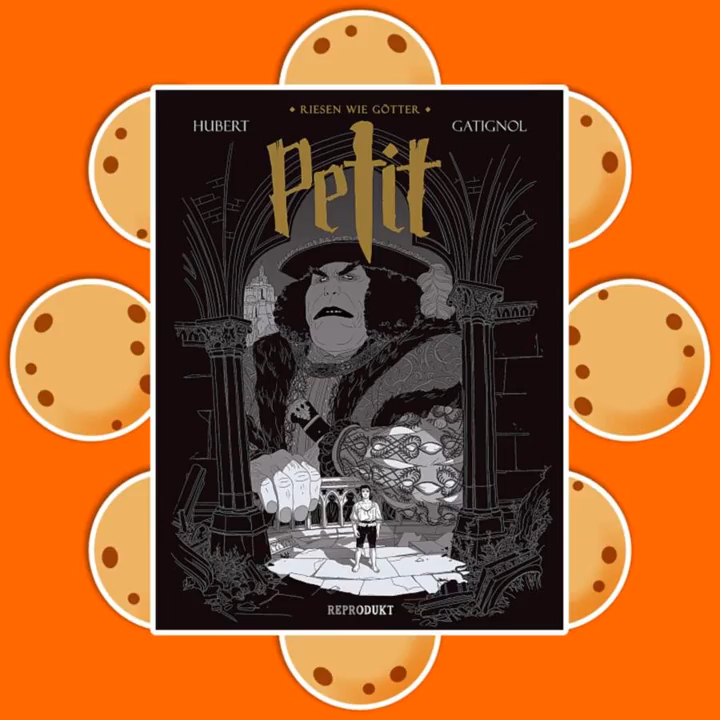 RIESEN WIE GÖTTER
HUBERT
GATIGNOL
Petit
REPRODUKT